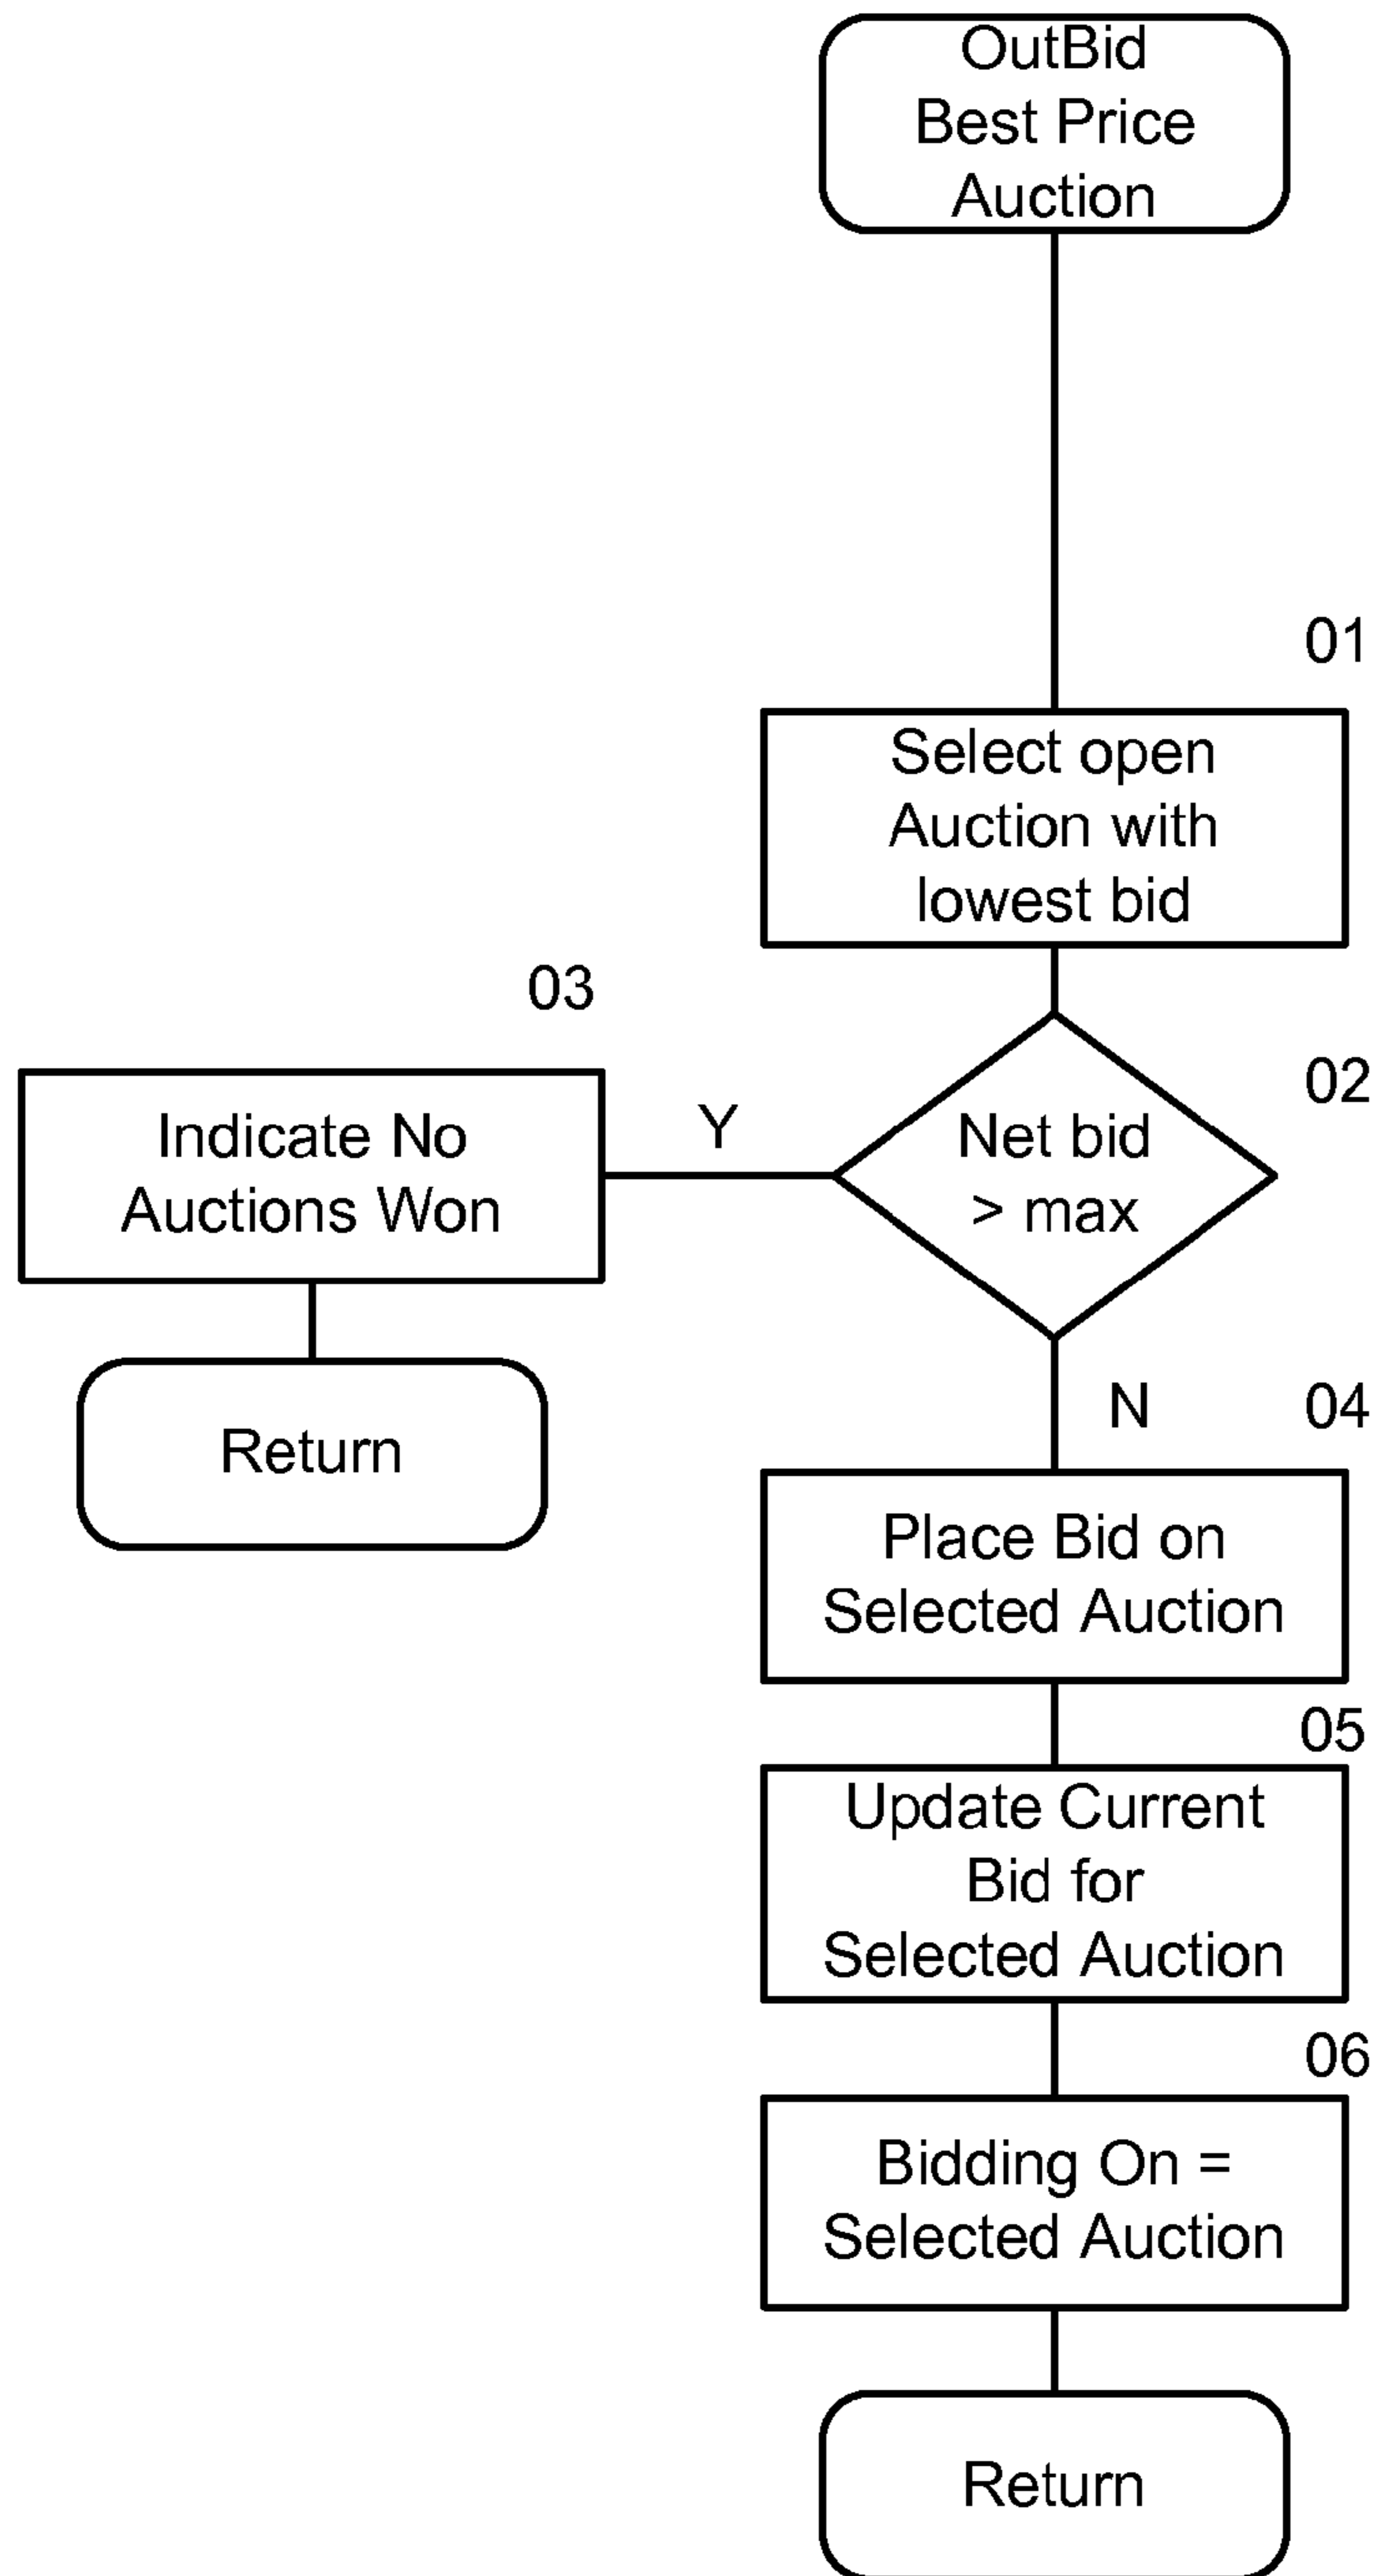 OutBid
Best Price
Auction
01
Select open
Auction with
lowest bid
03
02
Indicate No
Auctions Won
Y
Net bid
> max
Return
N
04
Place Bid on
Selected Auction
05
Update Current
Bid for
Selected Auction
06
Bidding On =
Selected Auction
Return